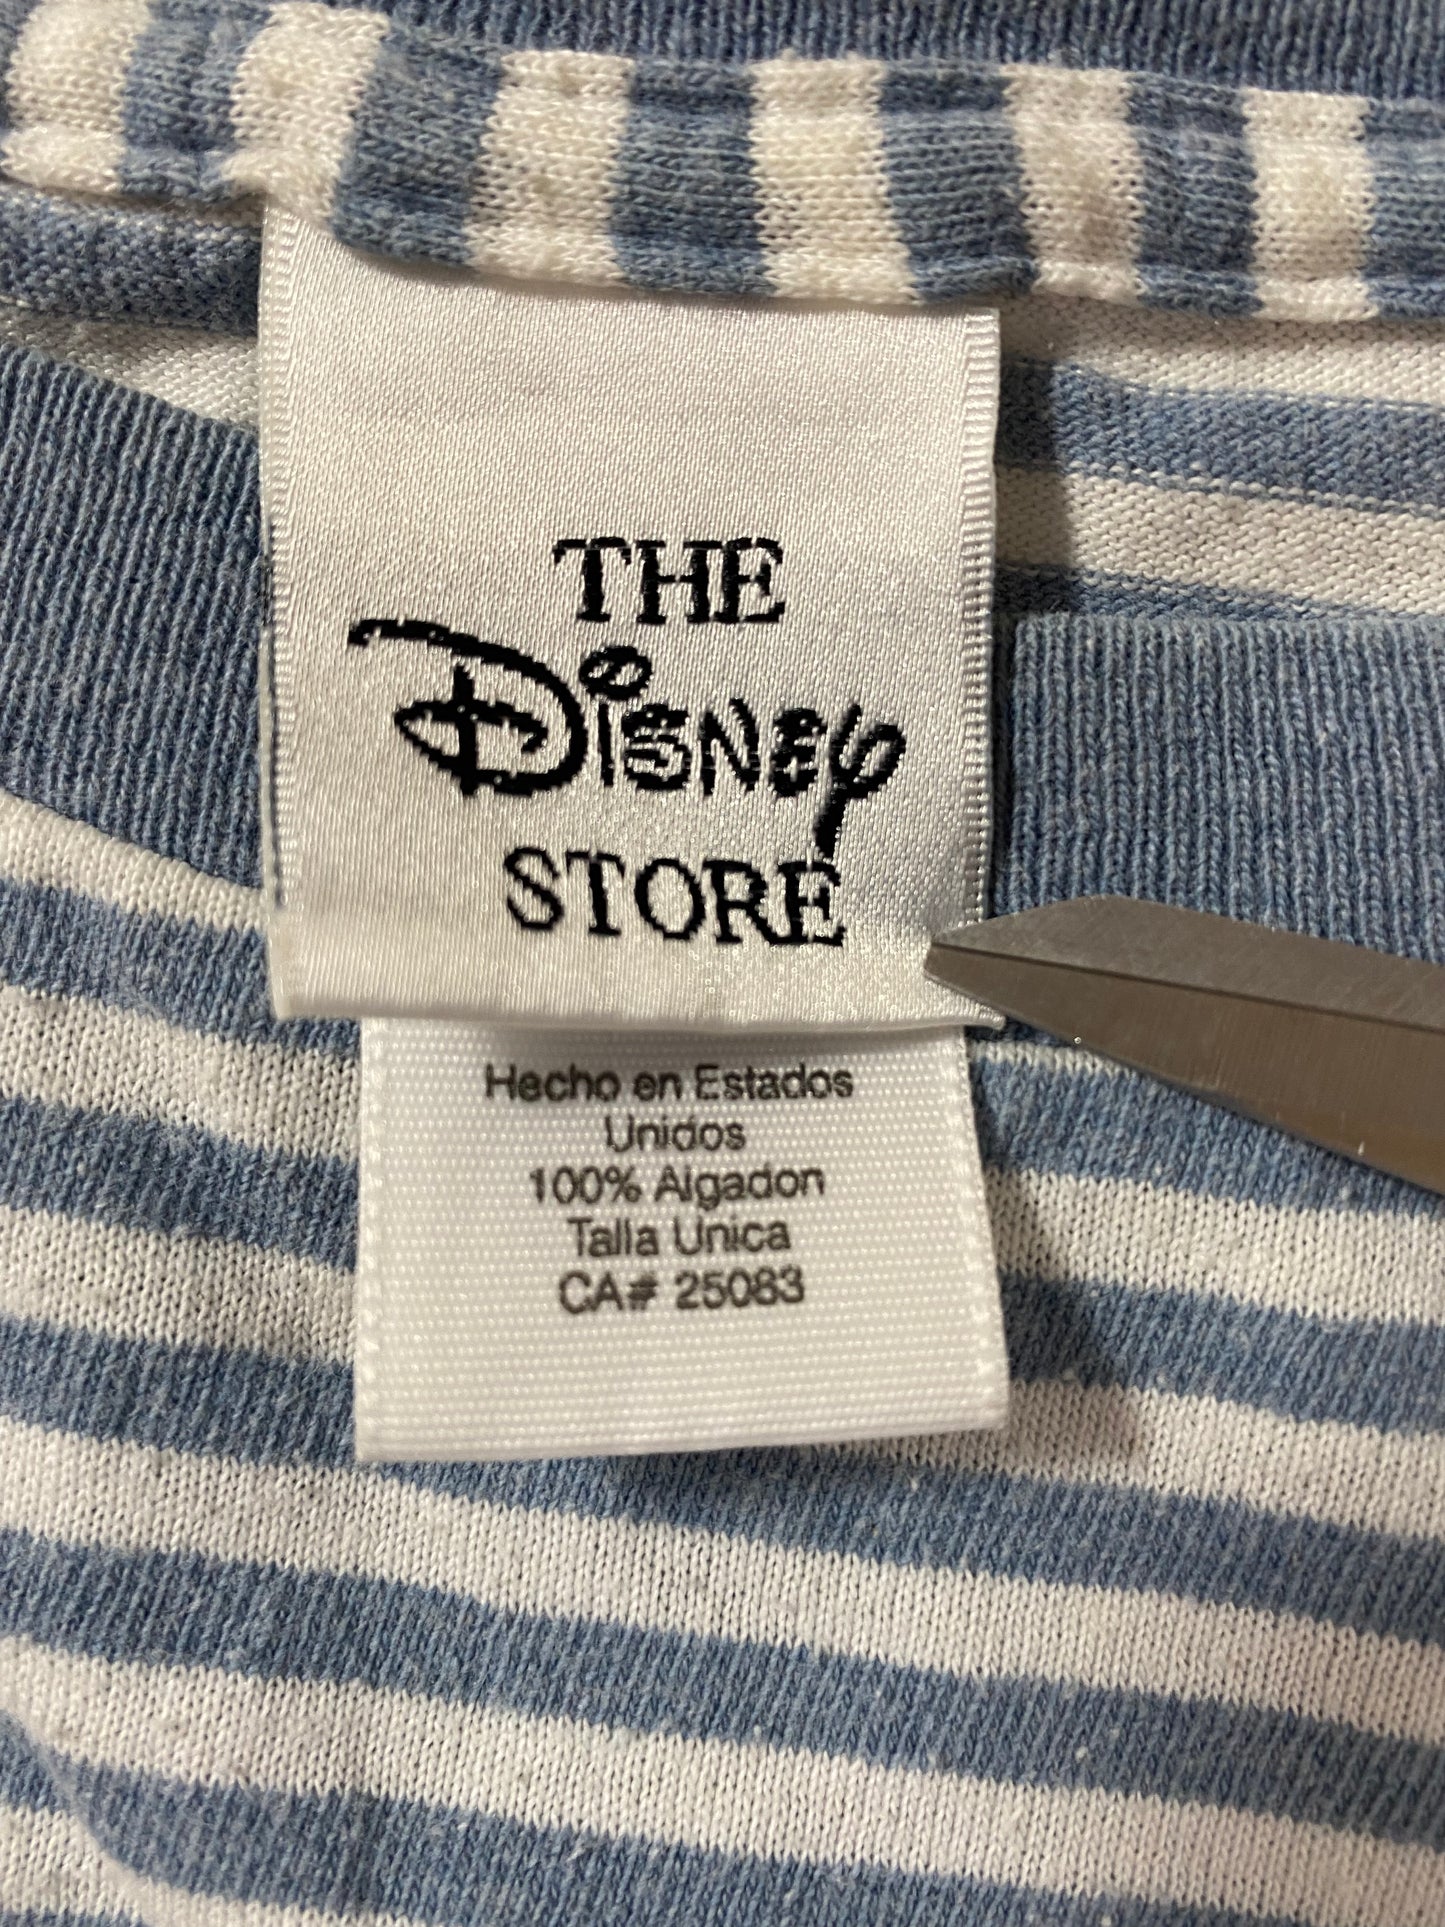 THE
Disney
STORE
Hecho en Estados
Unidos
100% Algadon
Talla Unica
CA# 25083